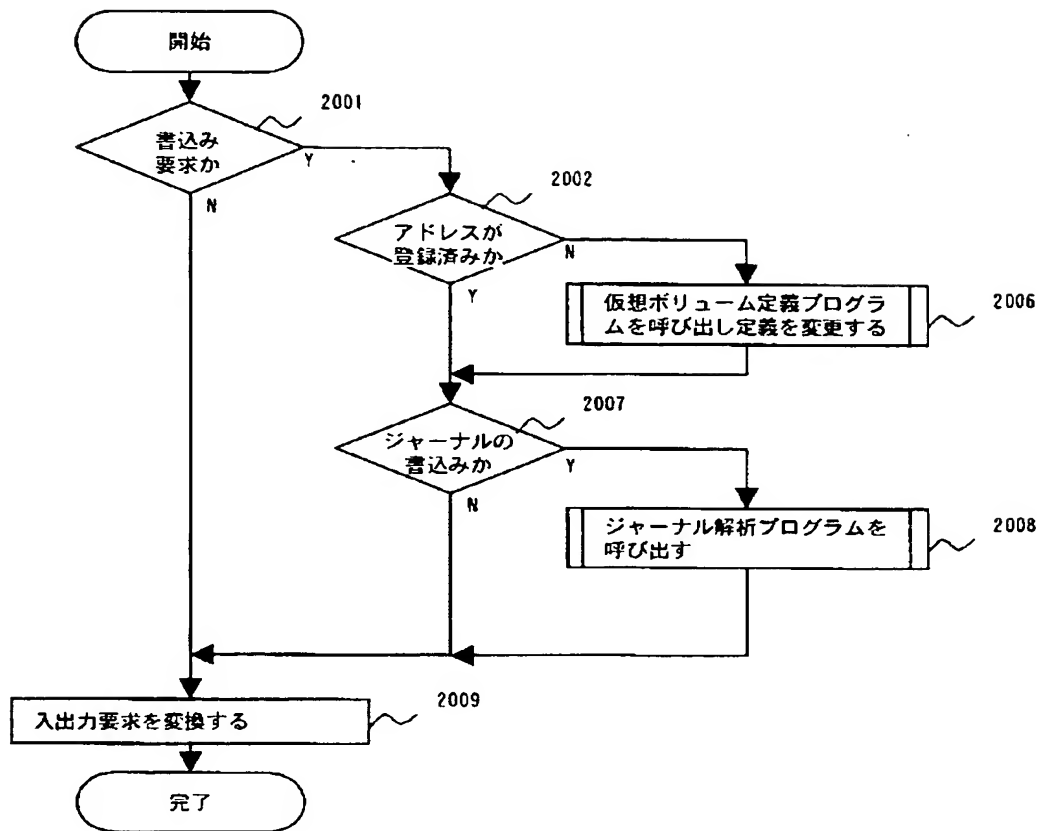 開始
2001
書込み
要求か
Y
N
2002
アドレスが
登録済みか
N
Y
仮想ボリューム定義プログラ
ムを呼び出し定義を変更する
2006
2007
ジャーナルの
書込みか
Y
N
ジャーナル解析プログラムを
呼び出す
2008
2009
入出力要求を変換する
完了